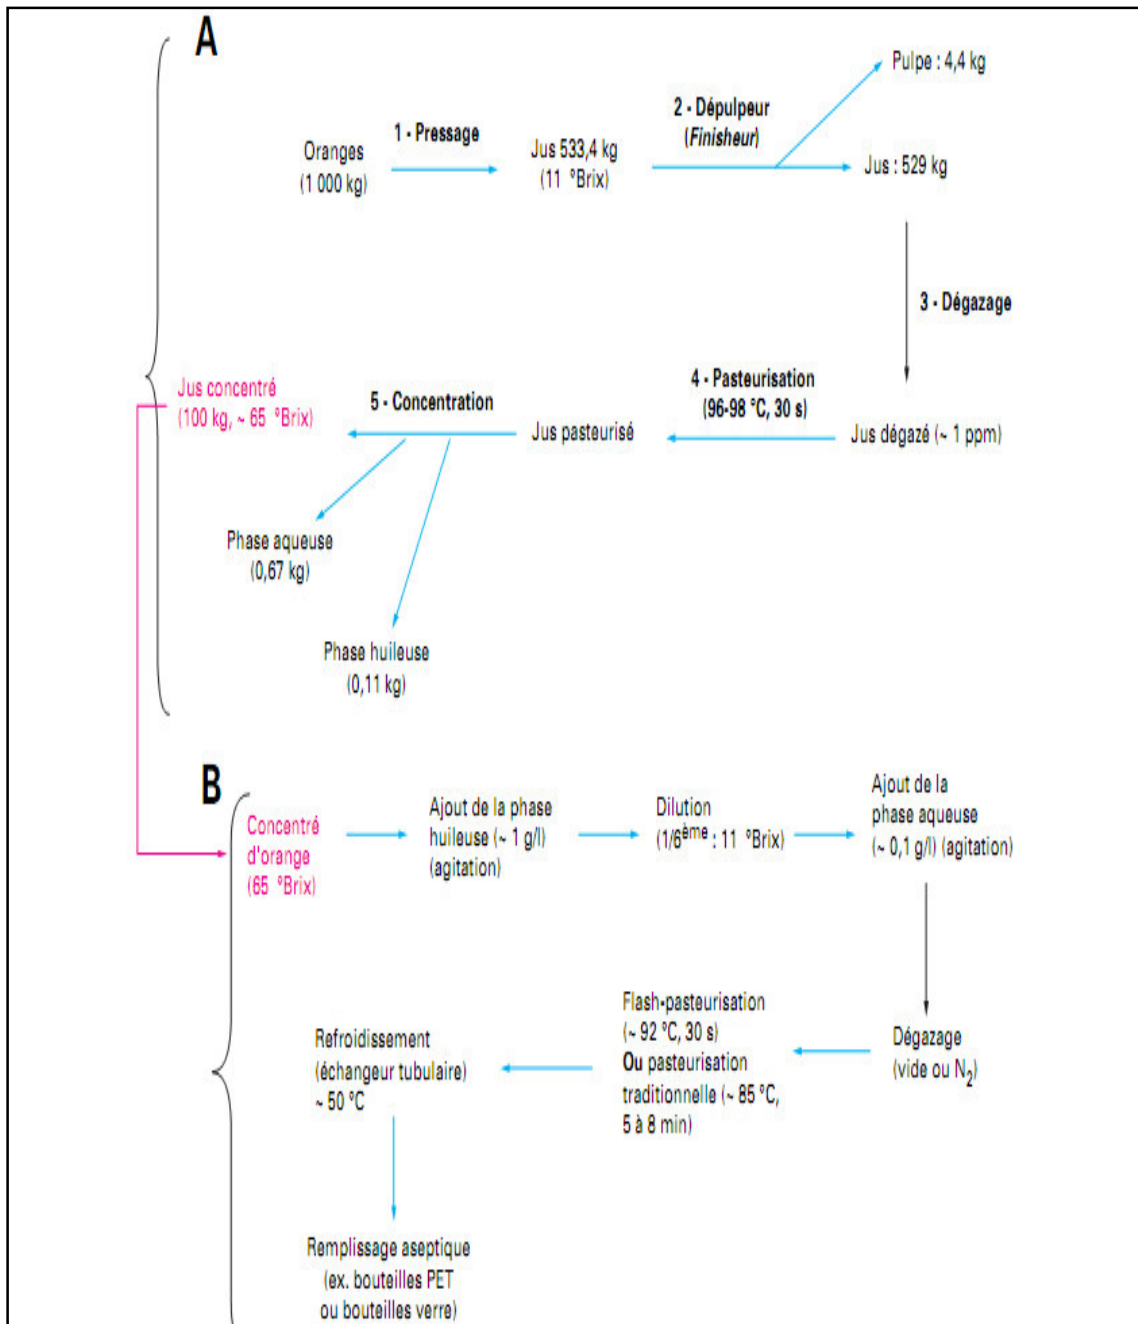 A
Oranges
(1 000 kg)
1 - Pressage
Jus 533,4 kg
(11 °Brix)
2 - Dépulpeur
(Finisheur)
Pulpe : 4,4 kg
Jus : 529 kg
3 - Dégazage
Jus dégazé (~ 1 ppm)
4 - Pasteurisation
(96-98 °C, 30 s)
Jus pasteurisé
5 - Concentration
Jus concentré
(100 kg, ~ 65 °Brix)
Phase aqueuse
(0,67 kg)
Phase huileuse
(0,11 kg)
B
Concentré
d'orange
(65 °Brix)
Ajout de la phase
huileuse (~ 1 g/l)
(agitation)
Dilution
(1/6ème : 11 °Brix)
Ajout de la
phase aqueuse
(~ 0,1 g/l) (agitation)
Dégazage
(vide ou N2)
Flash-pasteurisation
(~ 92 °C, 30 s)
Ou pasteurisation
traditionnelle (~ 85 °C,
5 à 8 min)
Refroidissement
(échangeur tubulaire)
~ 50 °C
Remplissage aseptique
(ex. bouteilles PET
ou bouteilles verre)